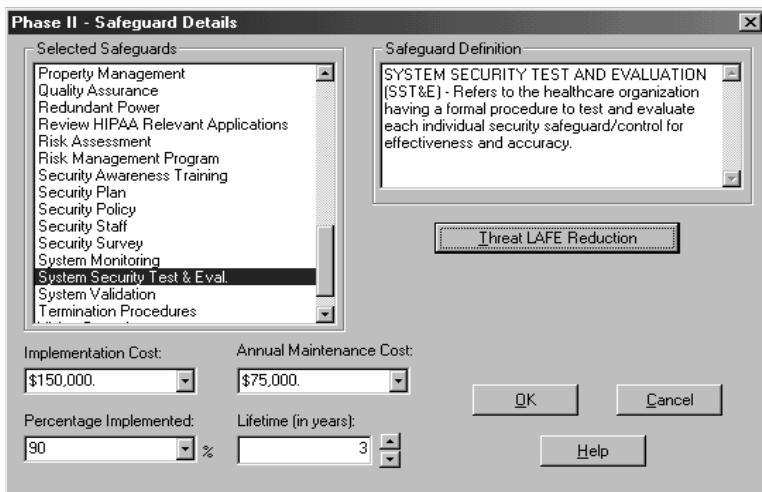 Phase II - Safeguard Details
Selected Safeguards
Property Management
Quality Assurance
Redundant Power
Review HIPAA Relevant Applications
Risk Assessment
Risk Management Program
Security Awareness Training
Security Plan
Security Policy
Security Staff
Security Survey
System Monitoring
System Security Test & Eval.
System Validation
Termination Procedures
Safeguard Definition
SYSTEM SECURITY TEST AND EVALUATION
(SST&E) - Refers to the healthcare organization
having a formal procedure to test and evaluate
each individual security safeguard/control for
effectiveness and accuracy.
Threat LAFE Reduction
Implementation Cost:
$150,000.
Annual Maintenance Cost:
$75,000.
Percentage Implemented:
90 %
Lifetime (in years):
3
OK
Cancel
Help